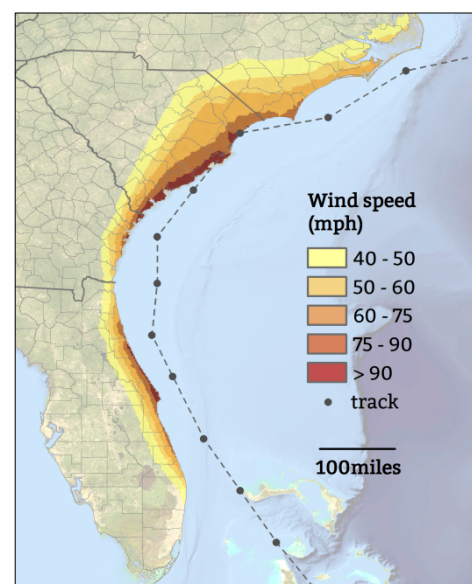 Wind speed
(mph)
40 - 50
50 - 60
60 - 75
75 - 90
> 90
track
100miles